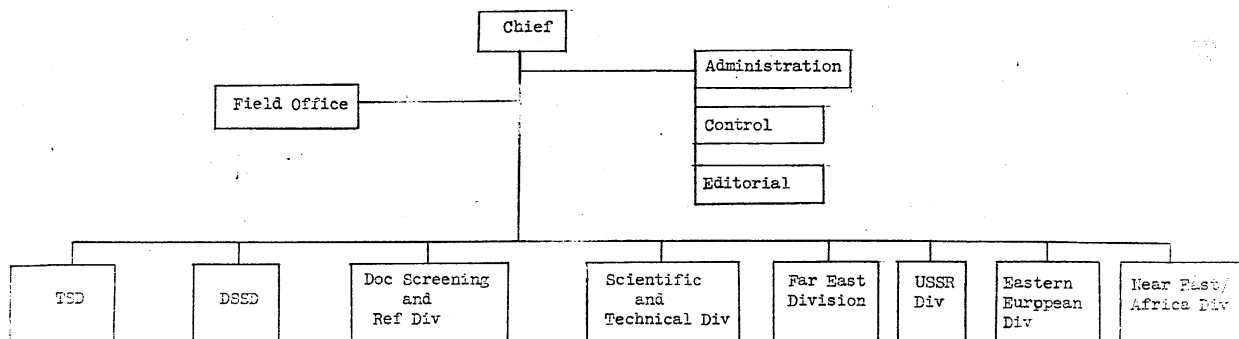 Chief
Administration
Field Office
Control
Editorial
TSD
DSSD
Doc Screening
and
Ref Div
Scientific
and
Technical Div
Far East
Division
USSR
Div
Eastern
Eurppean
Div
Near East/
Africa Div